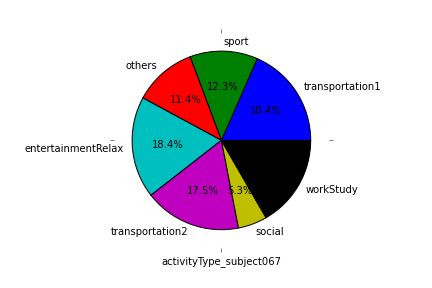 sport
others
transportation1
12.3%
11.4%
18.4%
entertainmentRelax
18.4%
17.5%
5.3%
workStudy
transportation2
social
activityType_subject067